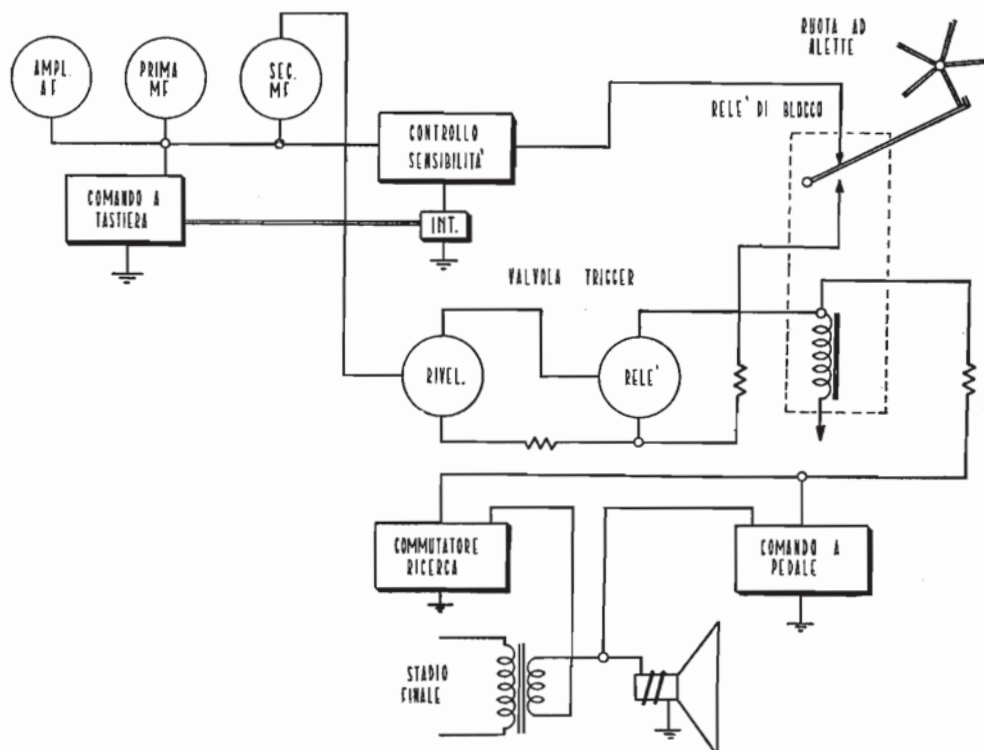 AMPL.
AF
PRIMA
MF
SEC.
MF
RUOTA AD
ALETTE
RELE' DI BLOCCO
CONTROLLO
SENSIBILITA'
COMANDO A
TASTIERA
INT.
VALVOLA TRIGGER
RIVEL.
RELE'
COMMUTATORE
RICERCA
COMANDO A
PEDALE
STADIO
FINALE